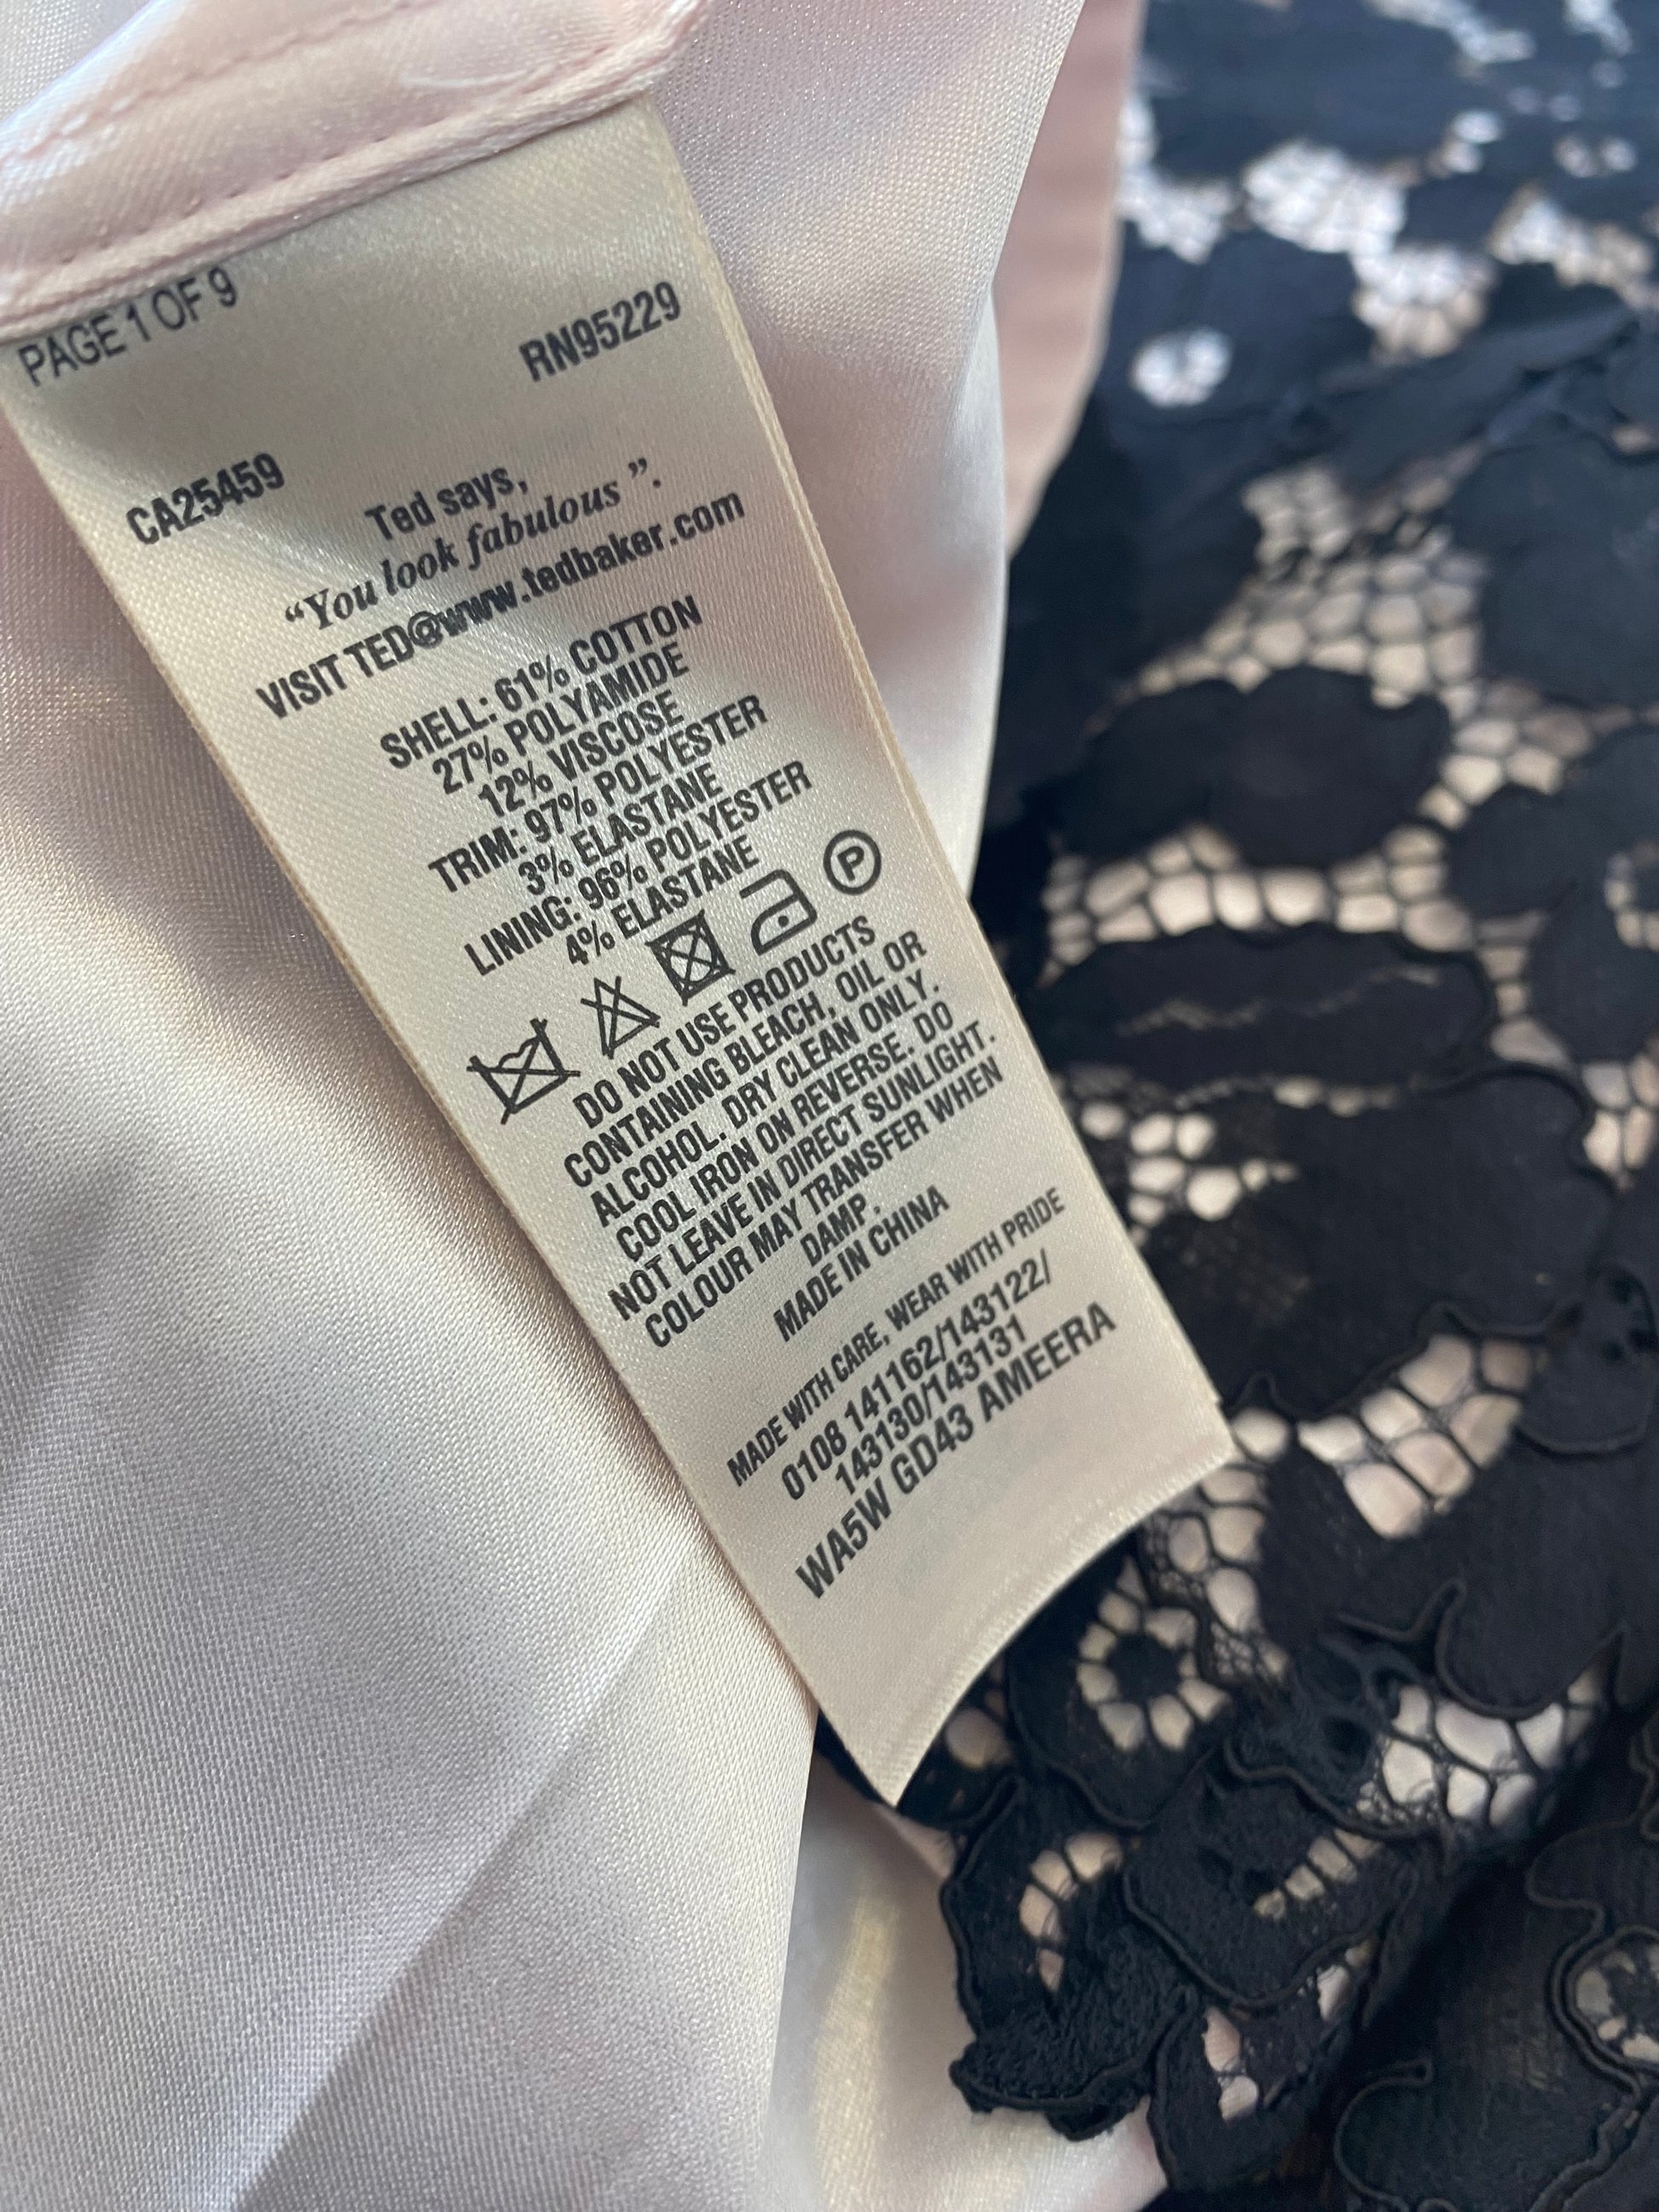 PAGE 1 OF 9
RN95229
CA25459
Ted says,
“You look fabulous ”.
VISIT TED@www.tedbaker.com
SHELL: 61% COTTON
27% POLYAMIDE
12% VISCOSE
TRIM: 97% POLYESTER
3% ELASTANE
LINING: 96% POLYESTER
4% ELASTANE
P
DO NOT USE PRODUCTS
CONTAINING BLEACH, OIL OR
ALCOHOL. DRY CLEAN ONLY.
COOL IRON ON REVERSE. DO
NOT LEAVE IN DIRECT SUNLIGHT.
COLOUR MAY TRANSFER WHEN
DAMP.
MADE IN CHINA
MADE WITH CARE, WEAR WITH PRIDE
0108 141162/143122/
143130/143131
WA5W GD43 AMEERA